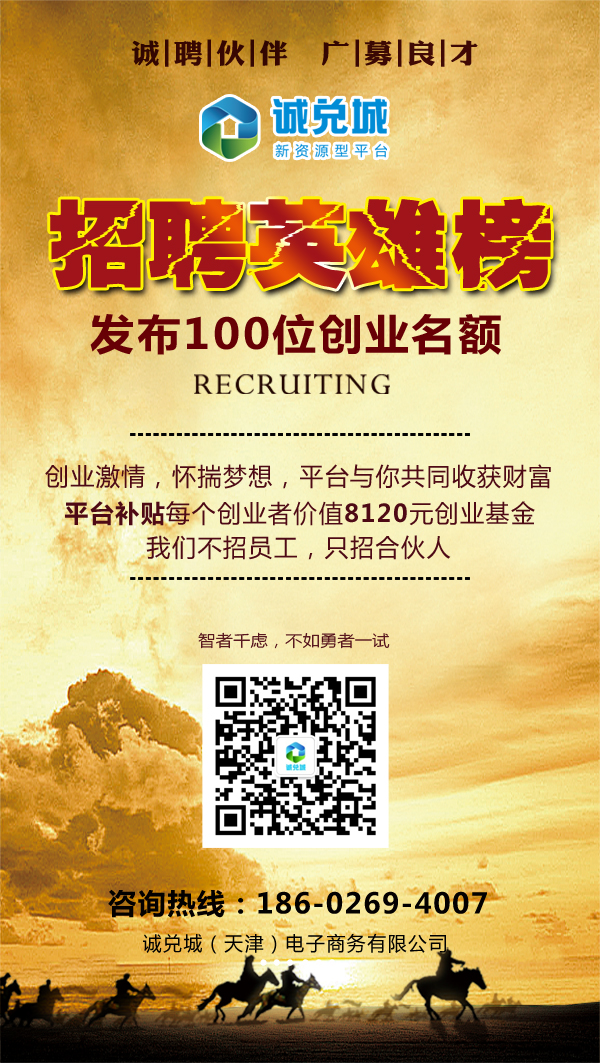 诚|聘|伙|伴 广|募|良|才
诚兑城
新资源型平台
招聘英雄榜
发布100位创业名额
RECRUITING
创业激情，怀揣梦想，平台与你共同收获财富
平台补贴每个创业者价值8120元创业基金
我们不招员工，只招合伙人
智者千虑，不如勇者一试
诚兑城
咨询热线：186-0269-4007
诚兑城（天津）电子商务有限公司